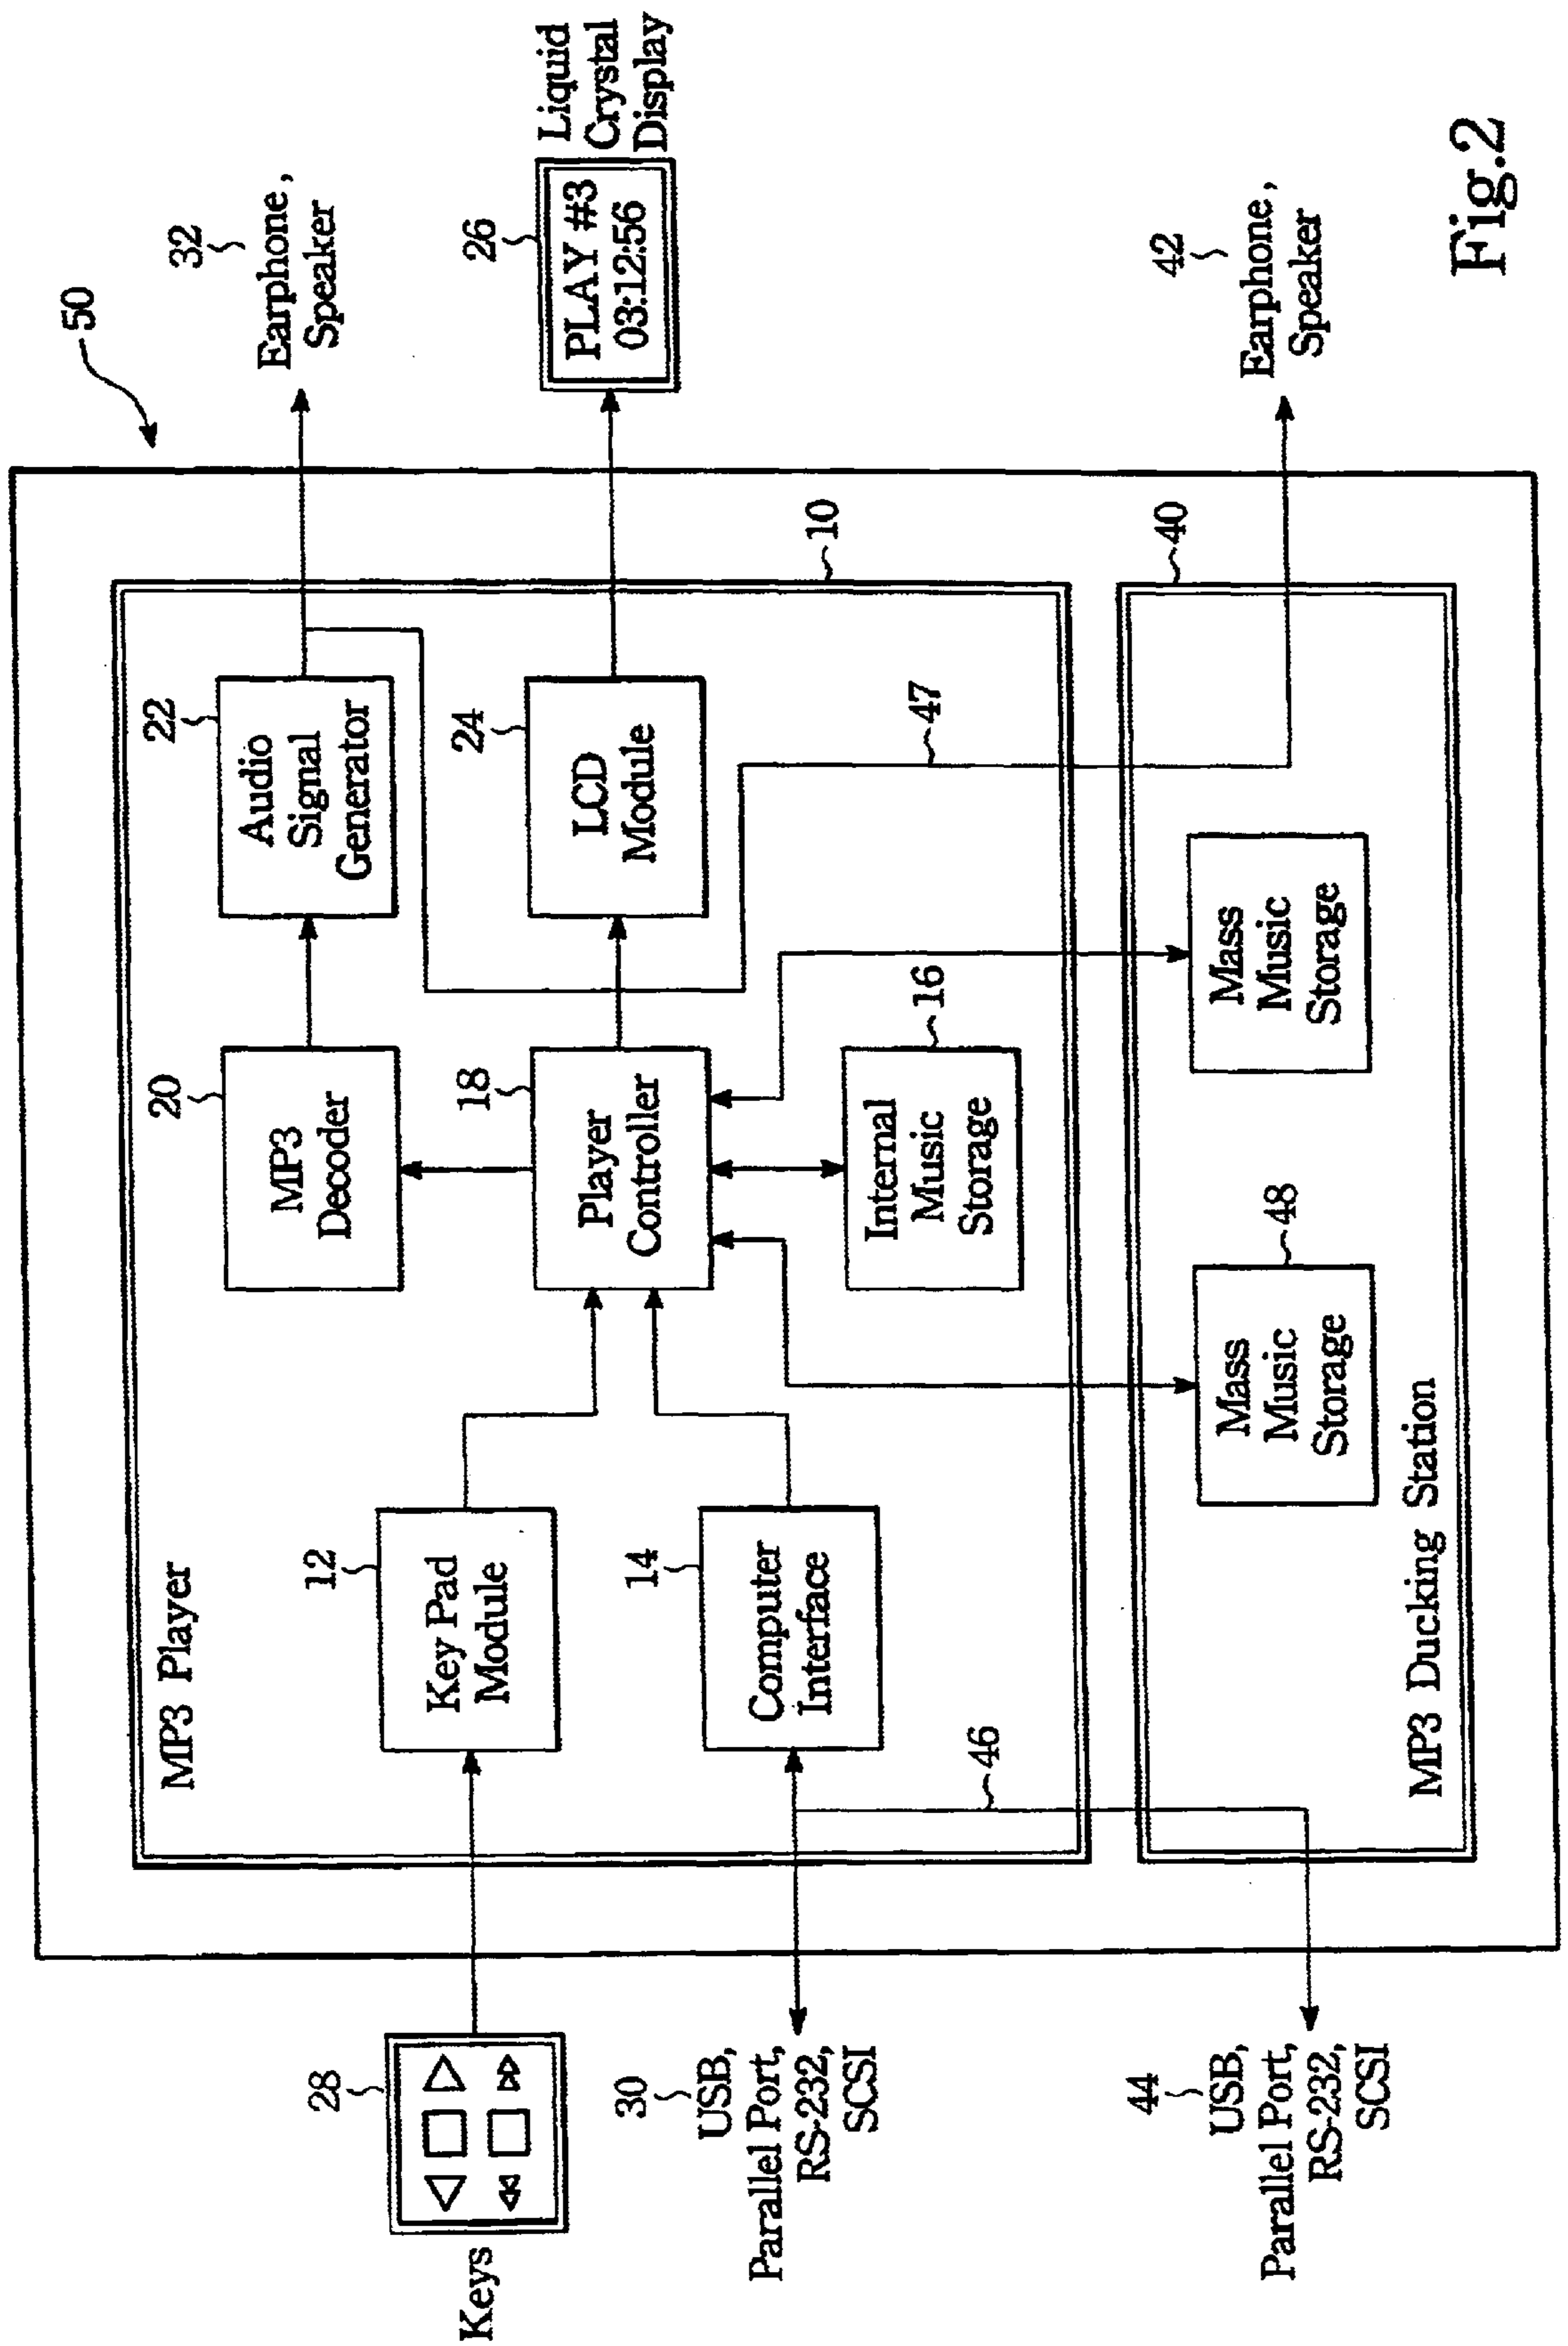 50
32
Earphone,
Speaker
26
PLAY #3
03:12:56
Liquid
Crystal
Display
MP3 Player
20
MP3
Decoder
22
Audio
Signal
Generator
28
Keys
12
Key Pad
Module
18
Player
Controller
24
LCD
Module
10
30
USB,
Parallel Port,
RS-232,
SCSI
14
Computer
Interface
16
Internal
Music
Storage
47
46
40
44
USB,
Parallel Port,
RS-232,
SCSI
48
Mass
Music
Storage
Mass
Music
Storage
42
Earphone,
Speaker
MP3 Ducking Station
Fig.2